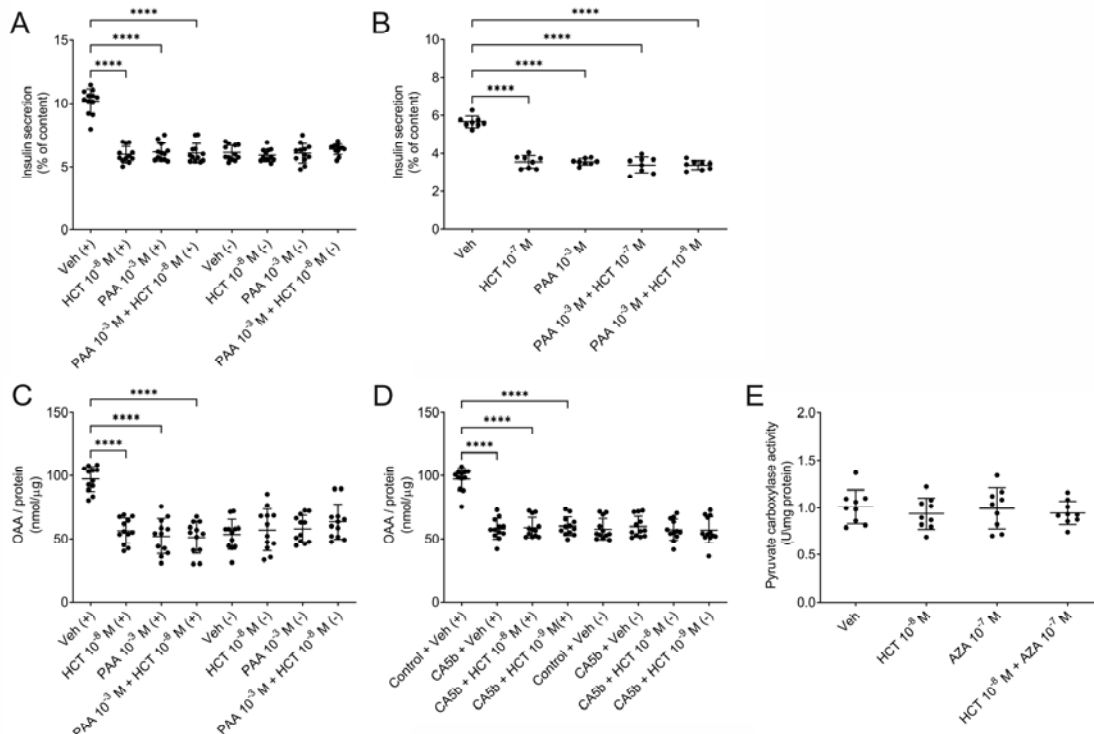 A
****
****
****
15
10
5
0
Insulin secretion
(% of content)
Veh (+)
HCT 10⁻⁸ M (+)
PAA 10⁻³ M (+)
PAA 10⁻³ M + HCT 10⁻⁸ M (+)
Veh (-)
HCT 10⁻⁸ M (-)
PAA 10⁻³ M (-)
PAA 10⁻³ M + HCT 10⁻⁸ M (-)
B
****
****
****
****
10
8
6
4
2
0
Insulin secretion
(% of content)
Veh
HCT 10⁻⁷ M
PAA 10⁻³ M
PAA 10⁻³ M + HCT 10⁻⁷ M
PAA 10⁻³ M + HCT 10⁻⁸ M
C
****
****
****
150
100
50
0
DAA / protein
(nmol/μg)
Veh (+)
HCT 10⁻⁸ M (+)
PAA 10⁻³ M (+)
PAA 10⁻³ M + HCT 10⁻⁸ M (+)
Veh (-)
HCT 10⁻⁸ M (-)
PAA 10⁻³ M (-)
PAA 10⁻³ M + HCT 10⁻⁸ M (-)
D
****
****
****
150
100
50
0
DAA / protein
(nmol/μg)
Control + Veh (+)
CA5b + Veh (+)
CA5b + HCT 10⁻⁸ M (+)
CA5b + HCT 10⁻⁹ M (+)
Control + Veh (-)
CA5b + Veh (-)
CA5b + HCT 10⁻⁸ M (-)
CA5b + HCT 10⁻⁹ M (-)
E
2.0
1.5
1.0
0.5
0.0
Pyruvate carboxylase activity
(U\mg protein)
Veh
HCT 10⁻⁸ M
AZA 10⁻⁷ M
HCT 10⁻⁸ M + AZA 10⁻⁷ M